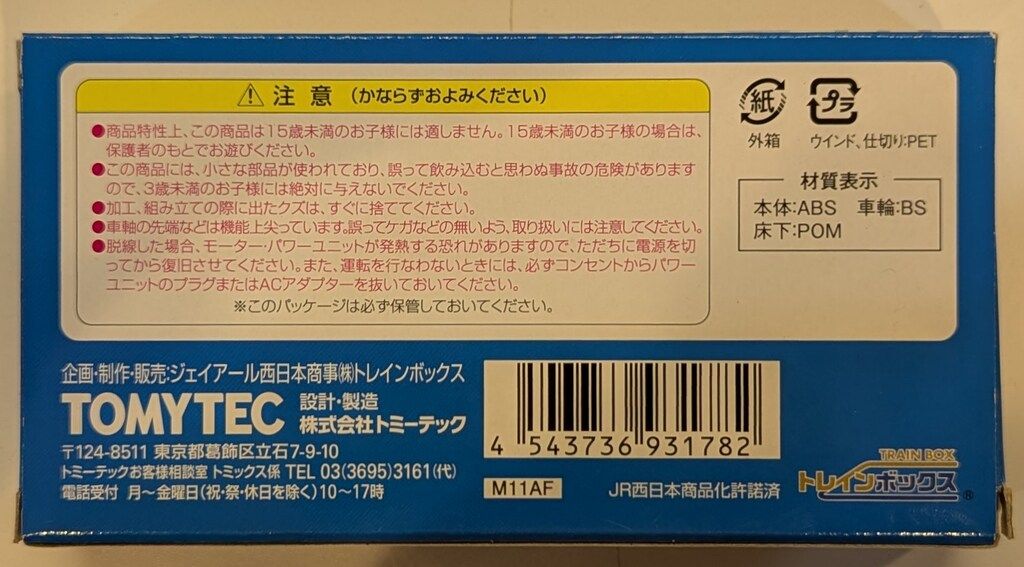 注意 (かならずおよみください)
●商品特性上、この商品は15歳未満のお子様には適しません。15歳未満のお子様の場合は、
保護者のもとでお遊びください。
●この商品には、小さな部品が使われており、誤って飲み込むと思わぬ事故の危険があります
ので、3歳未満のお子様には絶対に与えないでください。
●加工、組み立ての際に出たクズは、すぐに捨ててください。
●車軸の先端などは機能上尖っています。誤ってケガなどの無いよう、取り扱いには注意してください。
●脱線した場合、モーター・パワーユニットが発熱する恐れがありますので、ただちに電源を切
ってから復旧させてください。また、運転を行なわないときには、必ずコンセントからパワー
ユニットのプラグまたはACアダプターを抜いておいてください。
※このパッケージは必ず保管しておいてください。
紙 プラ
外箱 ウインド、仕切り:PET
材質表示
本体:ABS 車輪:BS
床下:POM
企画・制作・販売:ジェイアール西日本商事㈱トレインボックス
TOMYTEC 設計・製造
株式会社トミーテック
〒124-8511 東京都葛飾区立石7-9-10
トミーテックお客様相談室 トミックス係 TEL 03(3695)3161(代)
電話受付 月～金曜日(祝・祭・休日を除く)10～17時
4 543736 931782
M11AF
JR西日本商品化許諾済
TRAIN BOX
トレインボックス®